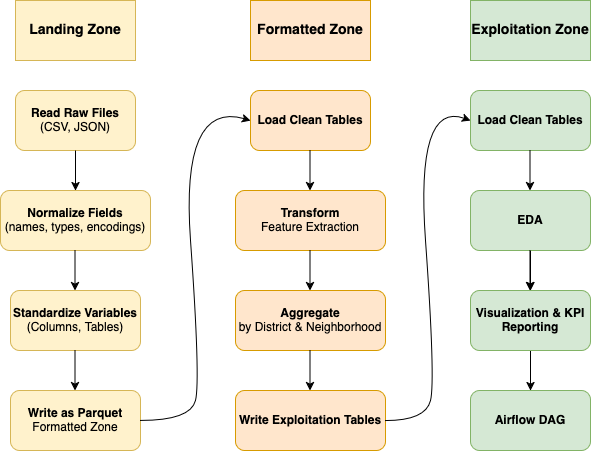 Landing Zone
Read Raw Files
(CSV, JSON)
Normalize Fields
(names, types, encodings)
Standardize Variables
(Columns, Tables)
Write as Parquet
Formatted Zone
Formatted Zone
Load Clean Tables
Transform
Feature Extraction
Aggregate
by District & Neighborhood
Write Exploitation Tables
Exploitation Zone
Load Clean Tables
EDA
Visualization & KPI
Reporting
Airflow DAG